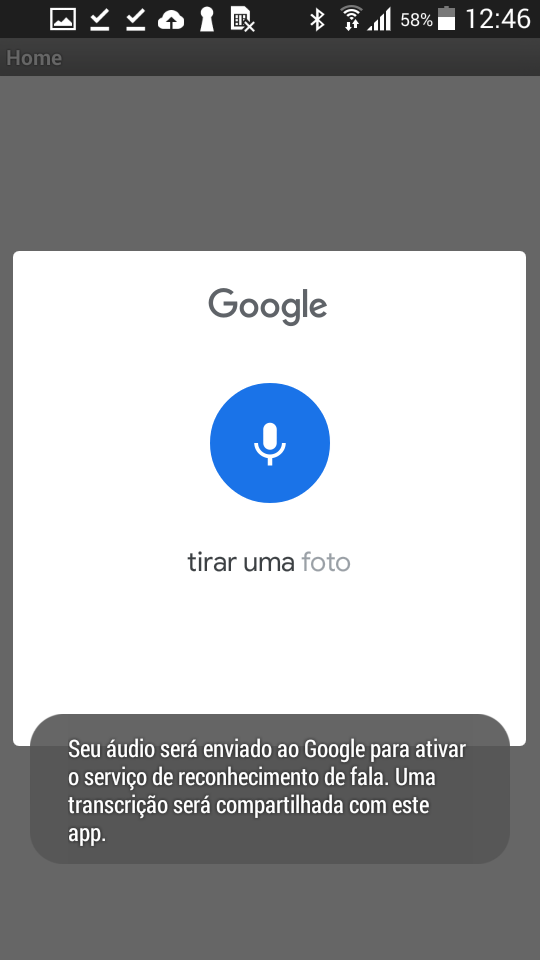 58% 12:46
Home
Google
tirar uma foto
Seu áudio será enviado ao Google para ativar
o serviço de reconhecimento de fala. Uma
transcrição será compartilhada com este
app.